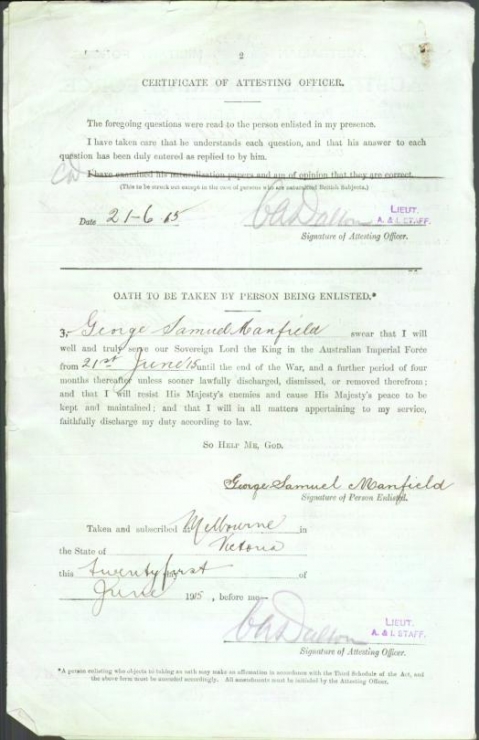 2
CERTIFICATE OF ATTESTING OFFICER.
The foregoing questions were read to the person enlisted in my presence.
I have taken care that he understands each question, and that his answer to each
question has been duly entered as replied to by him.
I have examined his naturalization papers and am of opinion that they are correct.
(This to be struck out except in the case of persons who are naturalized British Subjects.)
Date 21-6-15 LIEUT.
A. & I. STAFF.
Signature of Attesting Officer.
OATH TO BE TAKEN BY PERSON BEING ENLISTED.*
3, George Samuel Manfield swear that I will
well and truly serve our Sovereign Lord the King in the Australian Imperial Force
from 21st June '15 until the end of the War, and a further period of four
months thereafter unless sooner lawfully discharged, dismissed, or removed therefrom;
and that I will resist His Majesty's enemies and cause His Majesty's peace to be
kept and maintained; and that I will in all matters appertaining to my service,
faithfully discharge my duty according to law.
SO HELP ME, GOD.
George Samuel Manfield
Signature of Person Enlisted.
Taken and subscribed at Melbourne in
the State of Victoria
this twenty first of
June 1915, before me—
C A Dalton LIEUT.
A. & I. STAFF.
Signature of Attesting Officer.
*A person enlisting who objects to taking an oath may make an affirmation in accordance with the Third Schedule of the Act, and
the above form must be amended accordingly. All amendments must be initialed by the Attesting Officer.